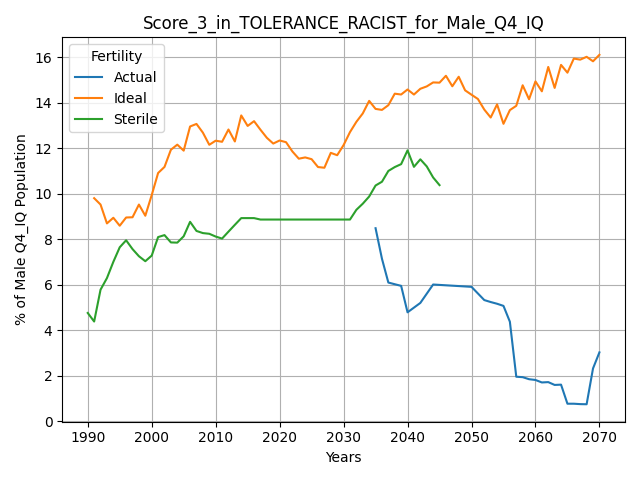 Score_3_in_TOLERANCE_RACIST_for_Male_Q4_IQ
Fertility
Actual
Ideal
Sterile
% of Male Q4_IQ Population
16
14
12
10
8
6
4
2
0
1990 2000 2010 2020 2030 2040 2050 2060 2070
Years